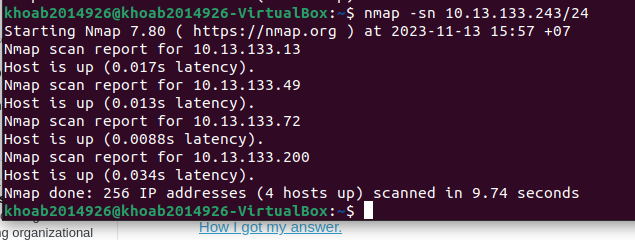 khoab2014926@khoab2014926-VirtualBox:~$ nmap -sn 10.13.133.243/24
Starting Nmap 7.80 ( https://nmap.org ) at 2023-11-13 15:57 +07
Nmap scan report for 10.13.133.13
Host is up (0.017s latency).
Nmap scan report for 10.13.133.49
Host is up (0.013s latency).
Nmap scan report for 10.13.133.72
Host is up (0.0088s latency).
Nmap scan report for 10.13.133.200
Host is up (0.034s latency).
Nmap done: 256 IP addresses (4 hosts up) scanned in 9.74 seconds
khoab2014926@khoab2014926-VirtualBox:~$
organizational
How I got my answer.